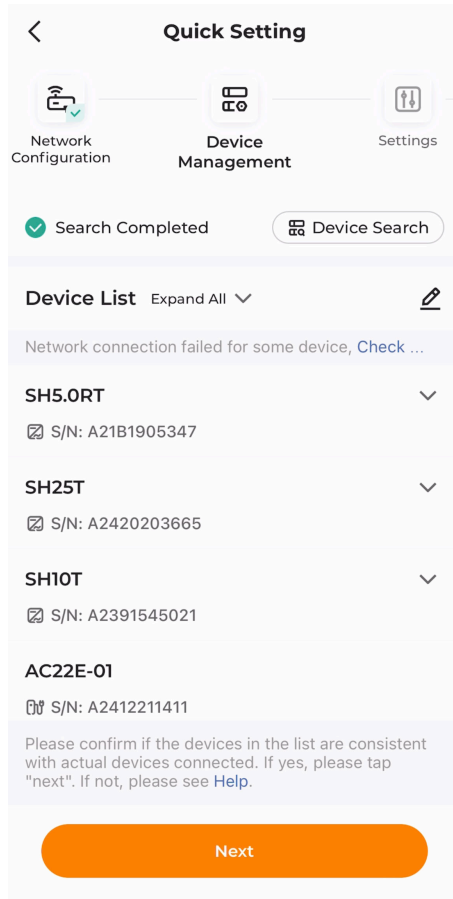 Quick Setting
Network
Configuration
Device
Management
Settings
Search Completed
Device Search
Device List Expand All
Network connection failed for some device, Check ...
SH5.0RT
S/N: A21B1905347
SH25T
S/N: A2420203665
SH10T
S/N: A2391545021
AC22E-01
S/N: A2412211411
Please confirm if the devices in the list are consistent
with actual devices connected. If yes, please tap
"next". If not, please see Help.
Next